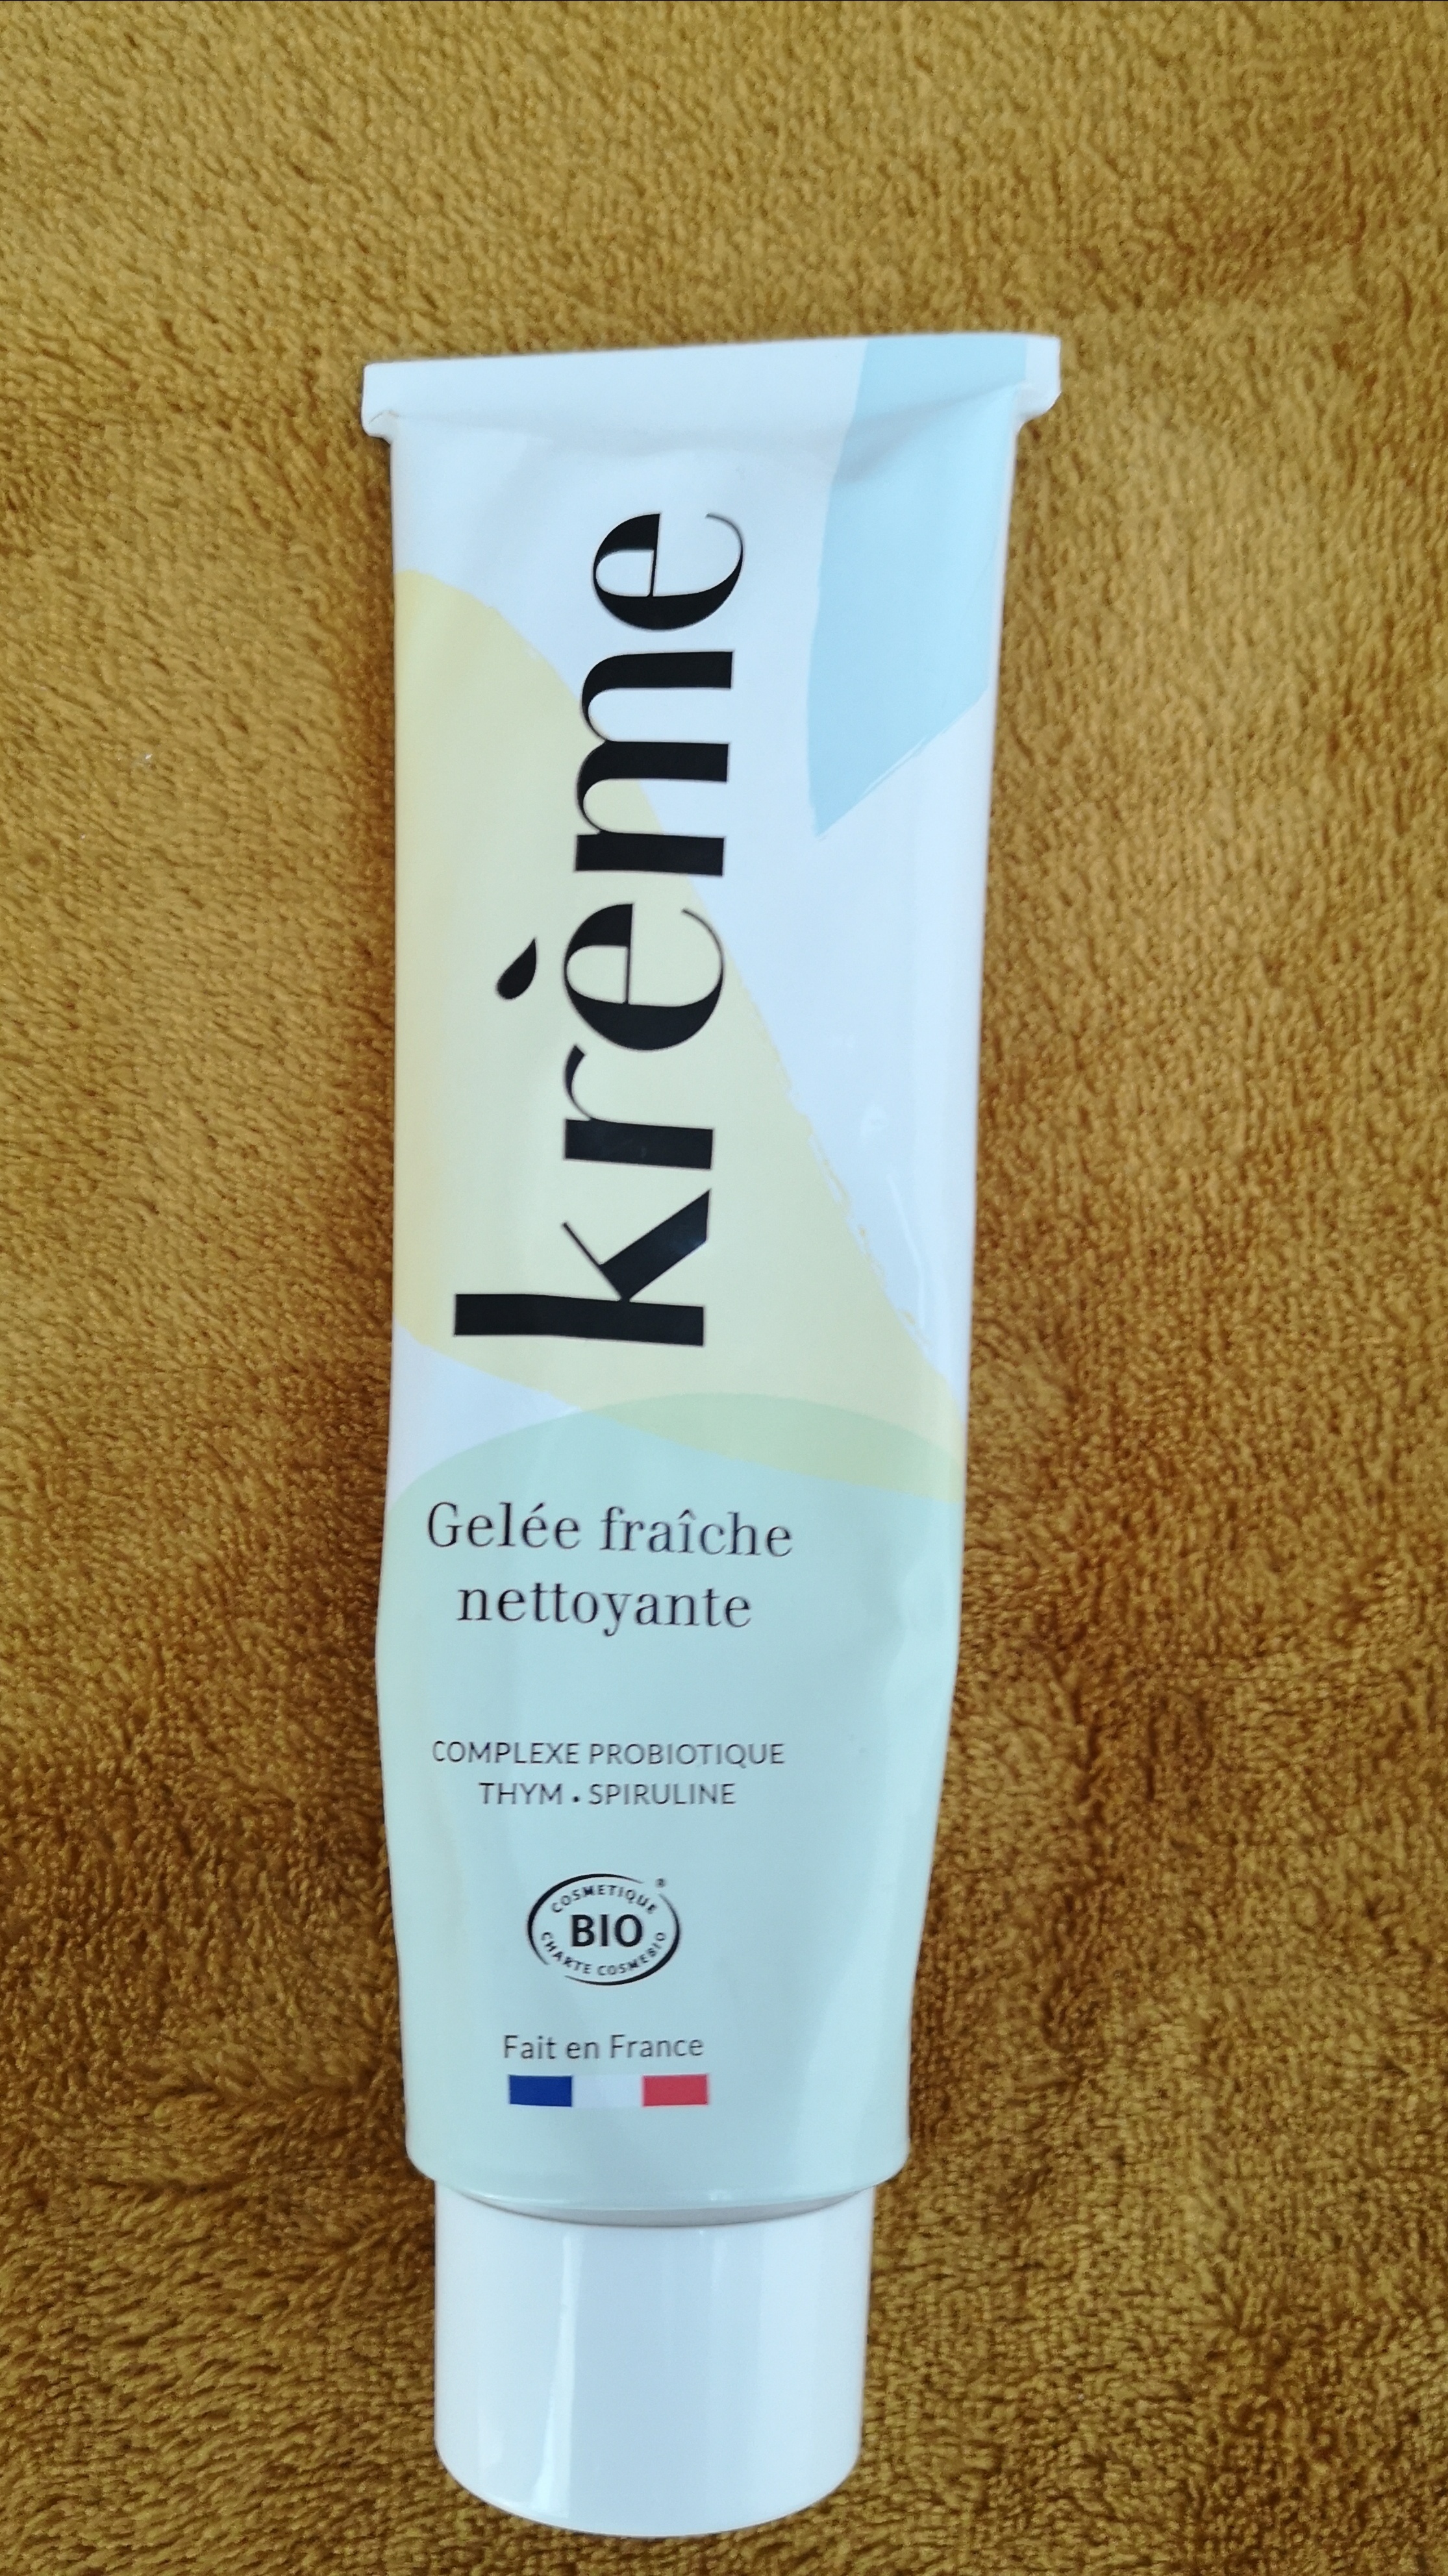 krème
Gelée fraîche
nettoyante
COMPLEXE PROBIOTIQUE
THYM • SPIRULINE
COSMETIQUE ®
BIO
CHARTE COSMEBIO
Fait en France